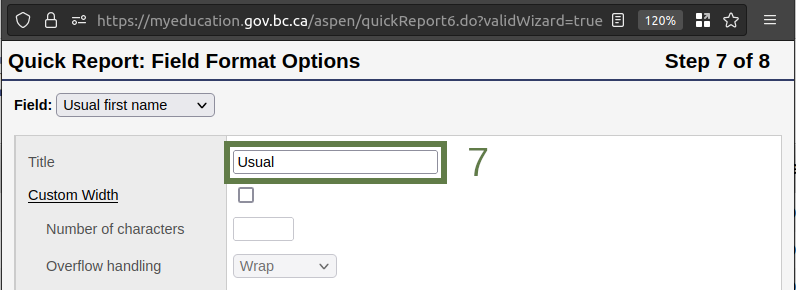 https://myeducation.gov.bc.ca/aspen/quickReport6.do?validWizard=true 120%
Quick Report: Field Format Options Step 7 of 8
Field: Usual first name
Title Usual 7
Custom Width
Number of characters
Overflow handling Wrap